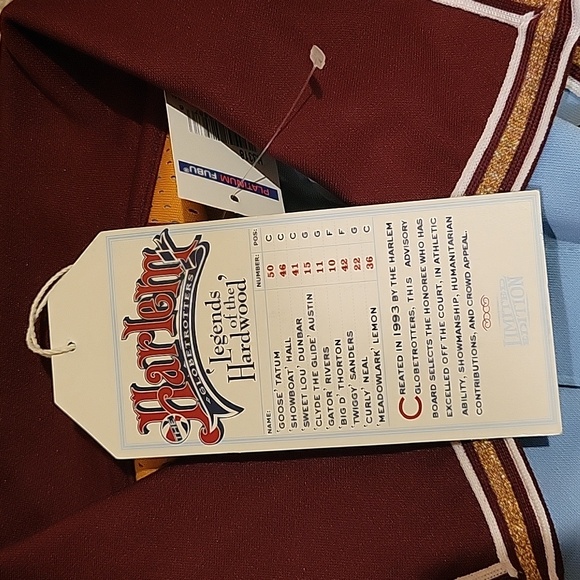 Harlem
GLOBETROTTERS
'Legends
of the
Hardwood'
NAME: NUMBER: POS:
'GOOSE' TATUM 50 C
'SHOWBOAT' HALL 46 C
'SWEET LOU' DUNBAR 41 C
'CLYDE 'THE GLIDE' AUSTIN 15 G
'GATOR' RIVERS 11 G
'BIG D' THORTON 10 F
'TWIGGY' SANDERS 42 F
'CURLY' NEAL 22 G
'MEADOWLARK' LEMON 36 C
CREATED IN 1993 BY THE HARLEM
GLOBETROTTERS, THIS ADVISORY
BOARD SELECTS THE HONOREE WHO HAS
EXCELLED OFF THE COURT, IN ATHLETIC
ABILITY, SHOWMANSHIP, HUMANITARIAN
CONTRIBUTIONS, AND CROWD APPEAL.
LIMITED
EDITION
PLATINUM FUBU®